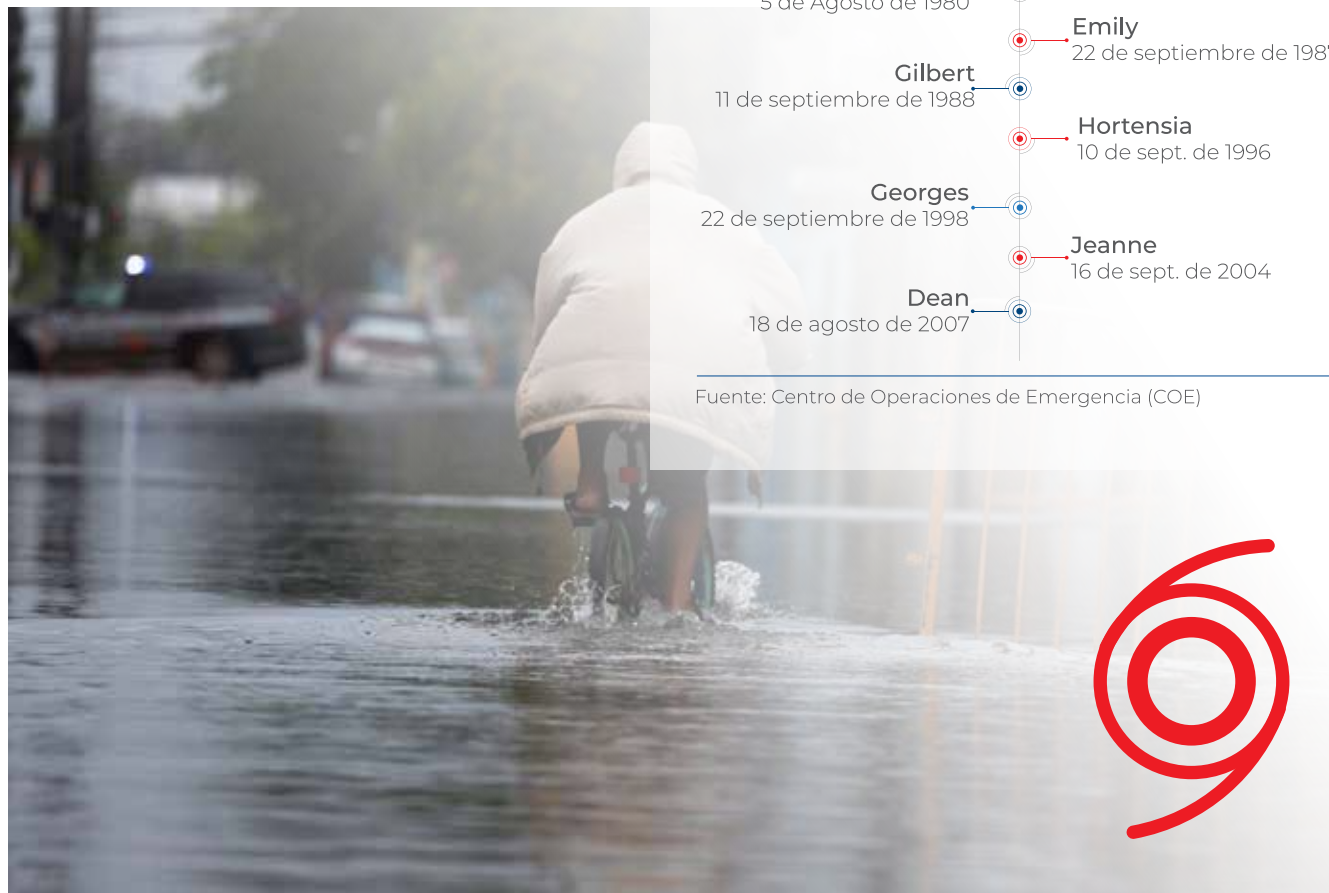 5 de Agosto de 1980
Emily
22 de septiembre de 198
Gilbert
11 de septiembre de 1988
Hortensia
10 de sept. de 1996
Georges
22 de septiembre de 1998
Jeanne
16 de sept. de 2004
Dean
18 de agosto de 2007
Fuente: Centro de Operaciones de Emergencia (COE)